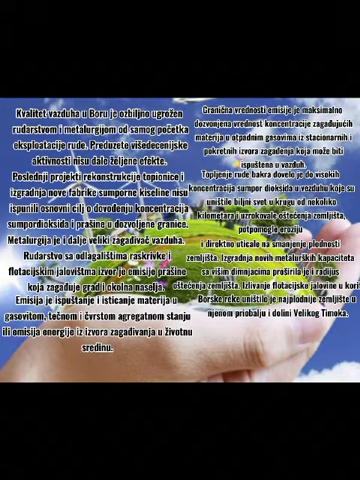 Kvalitet vazduha u Boru je ozbiljno ugrožen
rudarstvom i metalurgijom od samog početka
eksploatacije rude. Preduzete višedecenijske
aktivnosti nisu dale željene efekte.
Poslednji projekti rekonstrukcije topionice i
izgradnja nove fabrike sumporne kiseline nisu
ispunili osnovni cilj o dovođenju koncentracija
sumpordioksida i prašine u dozvoljene granice.
Metalurgija je i dalje veliki zagađivač vazduha.
Rudarstvo sa odlagalištima raskrivke i
flotacijskim jalovištma izvor je emisije prašine
koja zagađuje grad i okolna naselja.
Emisija je ispuštanje i isticanje materija u
gasovitom, tečnom i čvrstom agregatnom stanju
ili emisija energije iz izvora zagađivanja u životnu
sredinu.
Granična vrednosti emisije je maksimalno
dozvonjena vrednost koncentracije zagađujućih
materija u otpadnim gasovima iz stacionarnih i
pokretnih izvora zagađenja koja može biti
ispuštena u vazduh.
Topljenje rude bakra dovelo je do visokih
koncentracija sumpor dioksida u vezduhu koje su
uništilo biljni svet u krugu od nekoliko
kilometara i uzrokovale oštećenja zemljišta,
potpomogle eroziju
i direktno uticale na smanjenje plodnosti
zemljišta. Izgradnja novih metalurških kapaciteta
sa višim dimnjacima proširila je i radijus
oštećenja zemljišta. Izlivanje flotacijske jalovine u kori
Borske reke uništilo je najplodnije zemljište u
njenom priobalju i dolini Velikog Timoka.